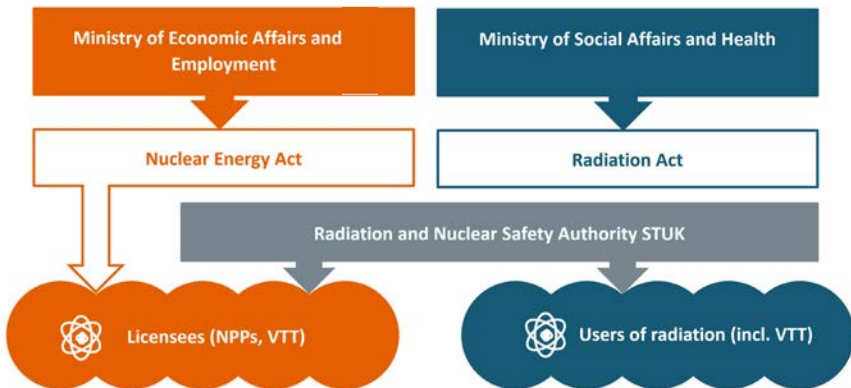 Ministry of Economic Affairs and
Employment
Ministry of Social Affairs and Health
Nuclear Energy Act
Radiation Act
Radiation and Nuclear Safety Authority STUK
Licensees (NPPs, VTT)
Users of radiation (incl. VTT)